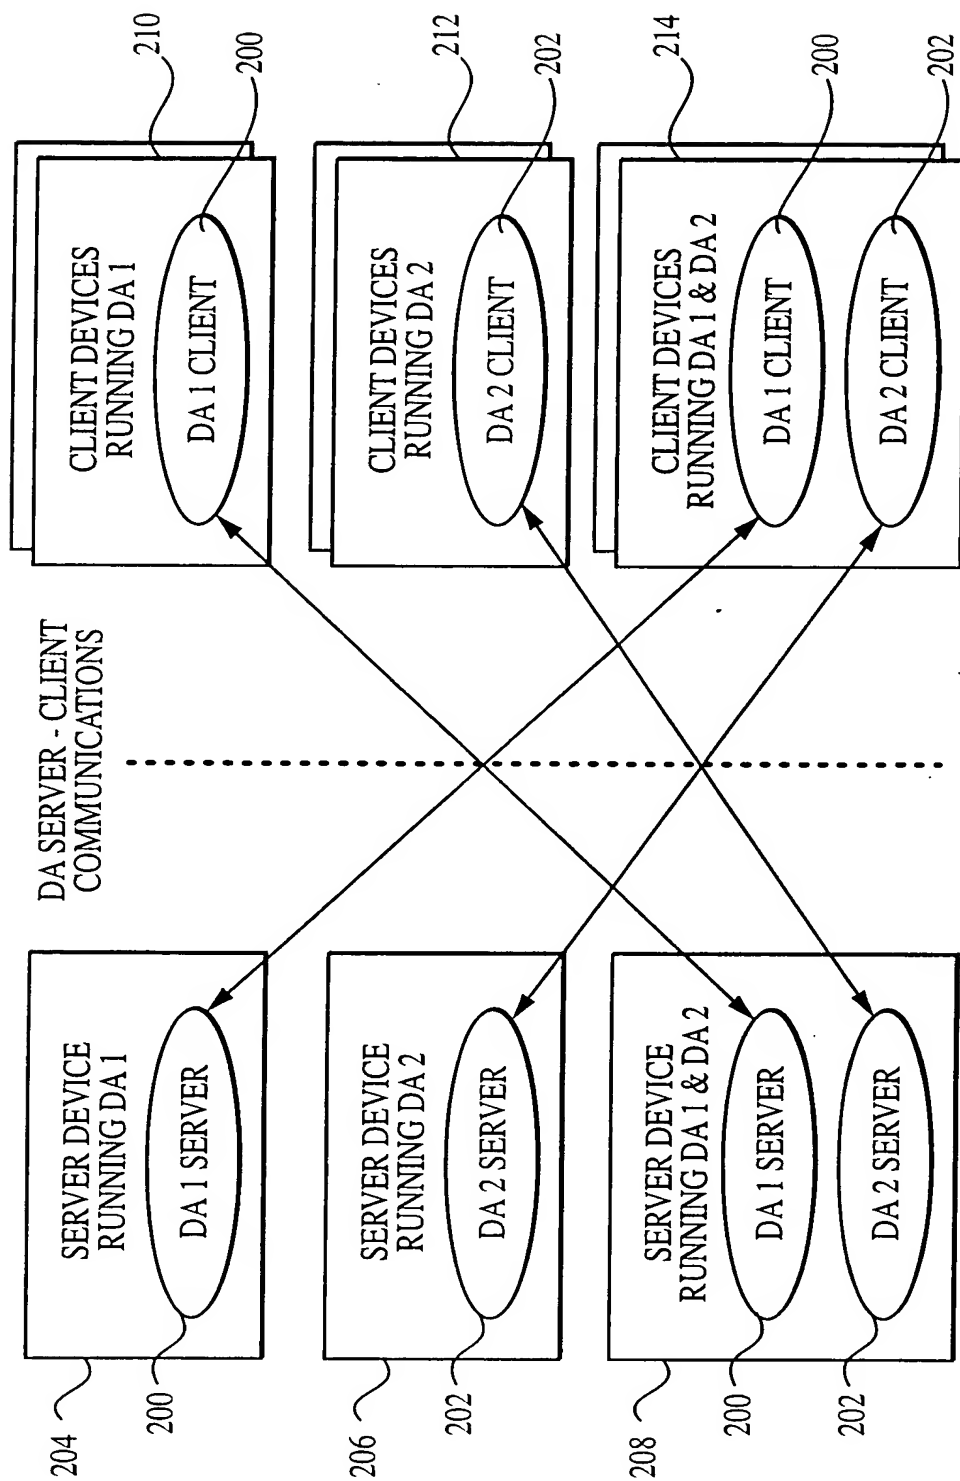 DA SERVER - CLIENT
COMMUNICATIONS
204
SERVER DEVICE
RUNNING DA 1
DA 1 SERVER
200
206
SERVER DEVICE
RUNNING DA 2
DA 2 SERVER
202
208
SERVER DEVICE
RUNNING DA 1 & DA 2
DA 1 SERVER
200
DA 2 SERVER
202
CLIENT DEVICES
RUNNING DA 1
DA 1 CLIENT
210
200
CLIENT DEVICES
RUNNING DA 2
DA 2 CLIENT
212
202
CLIENT DEVICES
RUNNING DA 1 & DA 2
DA 1 CLIENT
DA 2 CLIENT
214
200
202